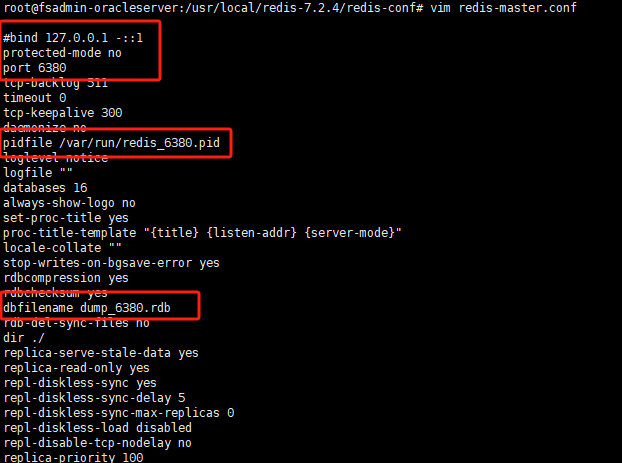 root@fsadmin-oracleserver:/usr/local/redis-7.2.4/redis-conf# vim redis-master.conf
#bind 127.0.0.1 -::1
protected-mode no
port 6380
tcp-backlog 511
timeout 0
tcp-keepalive 300
daemonize no
pidfile /var/run/redis_6380.pid
loglevel notice
logfile ""
databases 16
always-show-logo no
set-proc-title yes
proc-title-template "{title} {listen-addr} {server-mode}"
locale-collate ""
stop-writes-on-bgsave-error yes
rdbcompression yes
rdbchecksum yes
dbfilename dump_6380.rdb
rdb-del-sync-files no
dir ./
replica-serve-stale-data yes
replica-read-only yes
repl-diskless-sync yes
repl-diskless-sync-delay 5
repl-diskless-sync-max-replicas 0
repl-diskless-load disabled
repl-disable-tcp-nodelay no
replica-priority 100